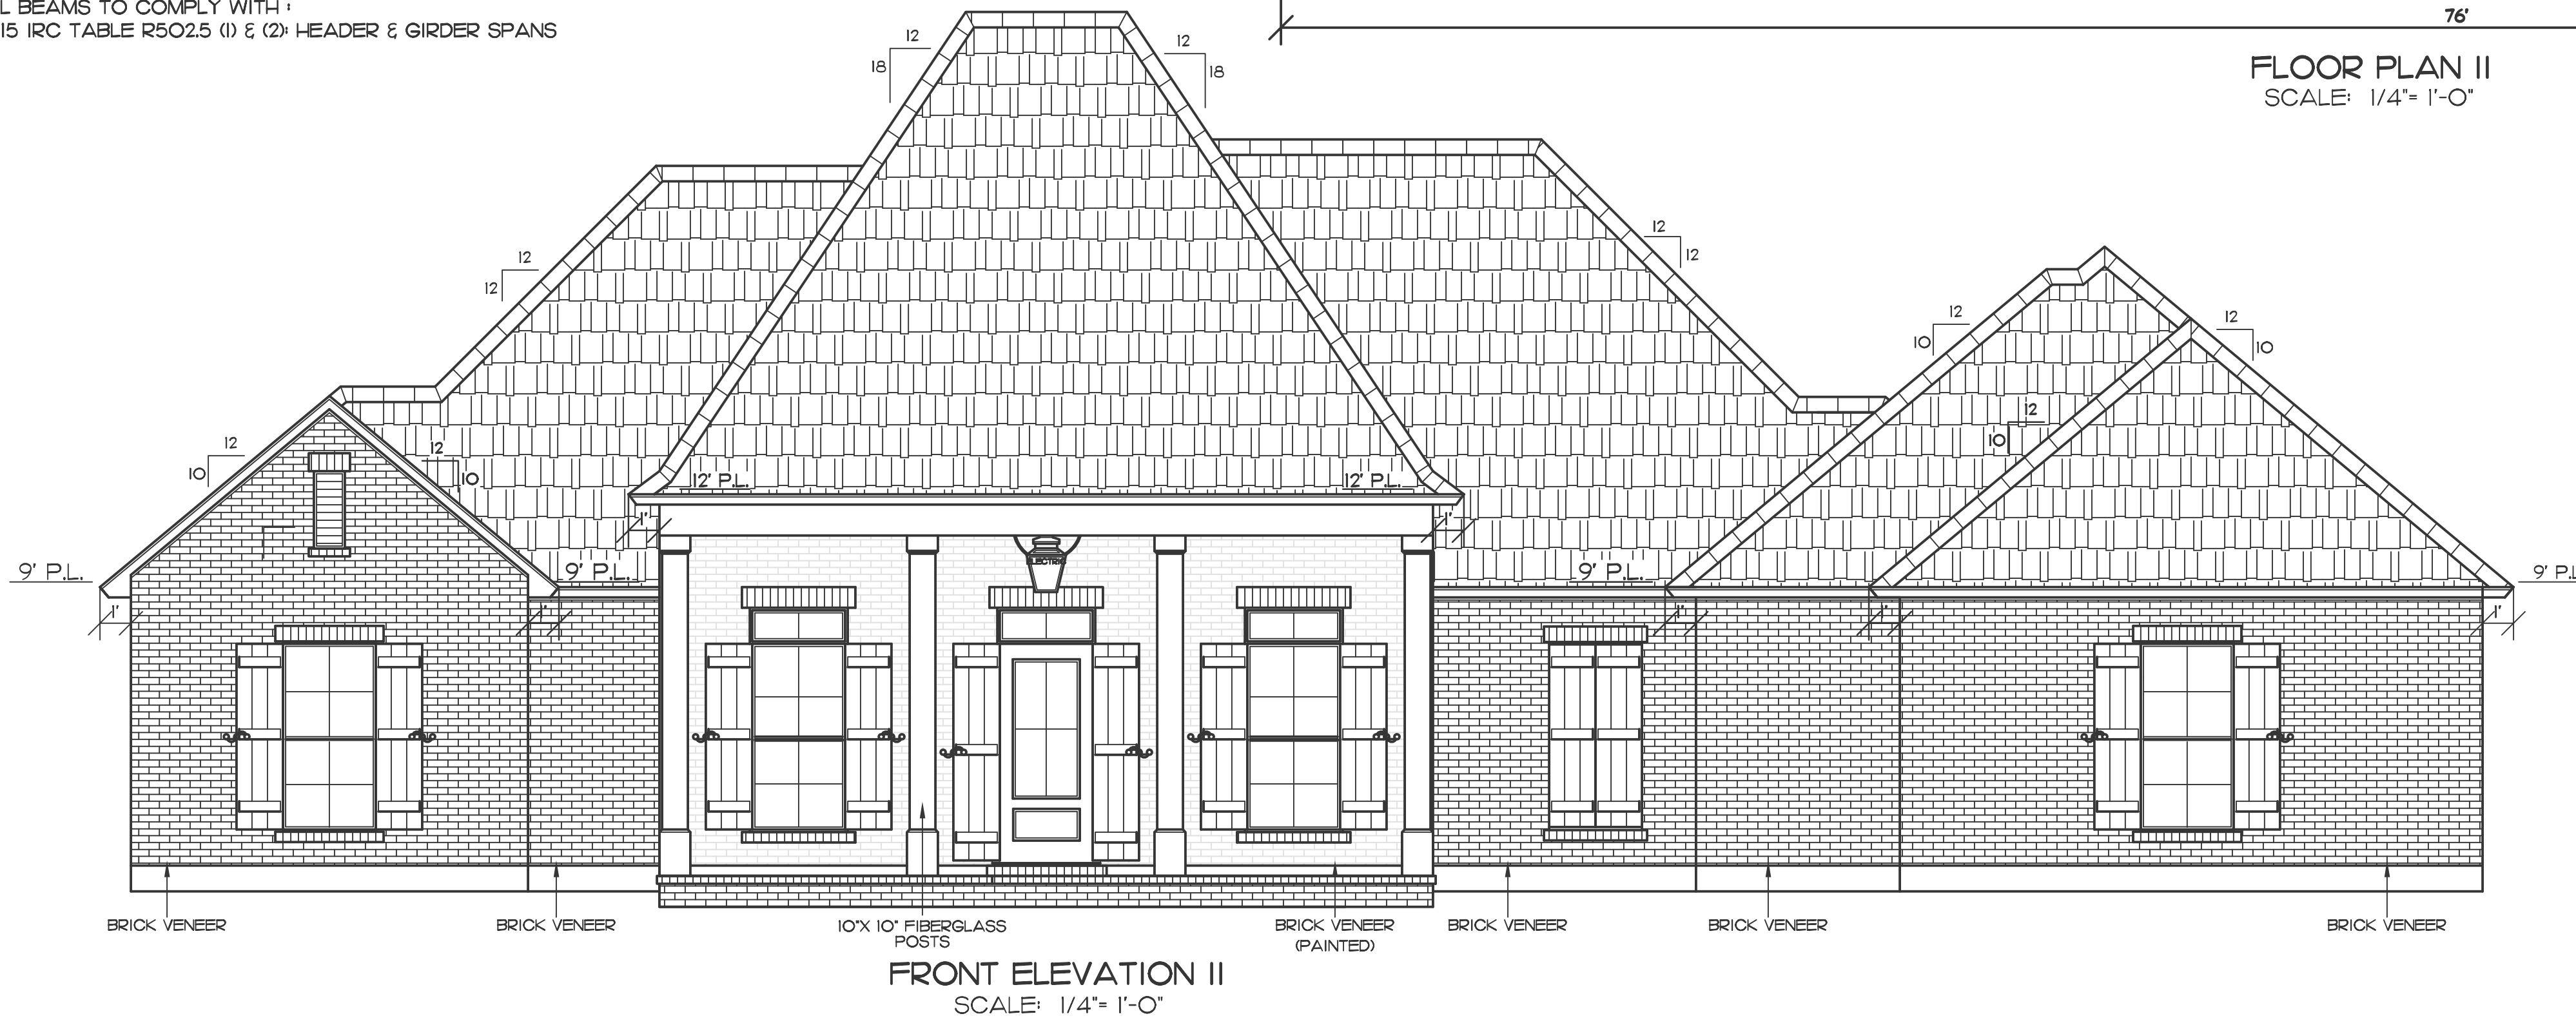 L BEAMS TO COMPLY WITH :
15 IRC TABLE R502.5 (1) & (2): HEADER & GIRDER SPANS
76'
FLOOR PLAN II
SCALE: 1/4"= 1'-0"
12
18
12
18
12
12
12
12
12
10
12
10
12
10
12
10
12
10
12' P.L.
12' P.L.
1'
1'
ELECTRIC
9' P.L.
9' P.L.
9' P.L.
9' P.L
1'
1'
1'
1'
1'
BRICK VENEER
BRICK VENEER
10"X 10" FIBERGLASS
POSTS
BRICK VENEER
(PAINTED)
BRICK VENEER
BRICK VENEER
BRICK VENEER
FRONT ELEVATION II
SCALE: 1/4"= 1'-0"